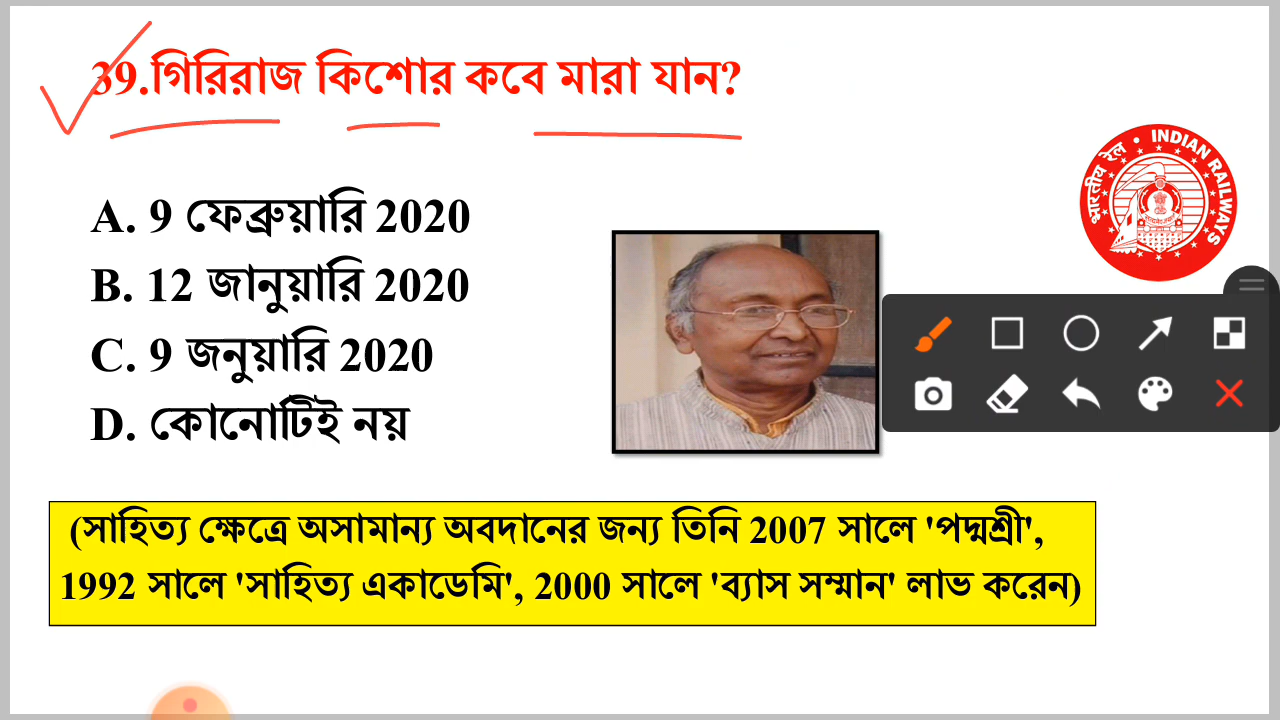 39.গিরিরাজ কিশোর কবে মারা যান?
A. 9 ফেব্রুয়ারি 2020
B. 12 জানুয়ারি 2020
C. 9 জনুয়ারি 2020
D. কোনোটিই নয়
भारतीय रेल • INDIAN RAILWAYS
(সাহিত্য ক্ষেত্রে অসামান্য অবদানের জন্য তিনি 2007 সালে 'পদ্মশ্রী',
1992 সালে 'সাহিত্য একাডেমি', 2000 সালে 'ব্যাস সম্মান' লাভ করেন)